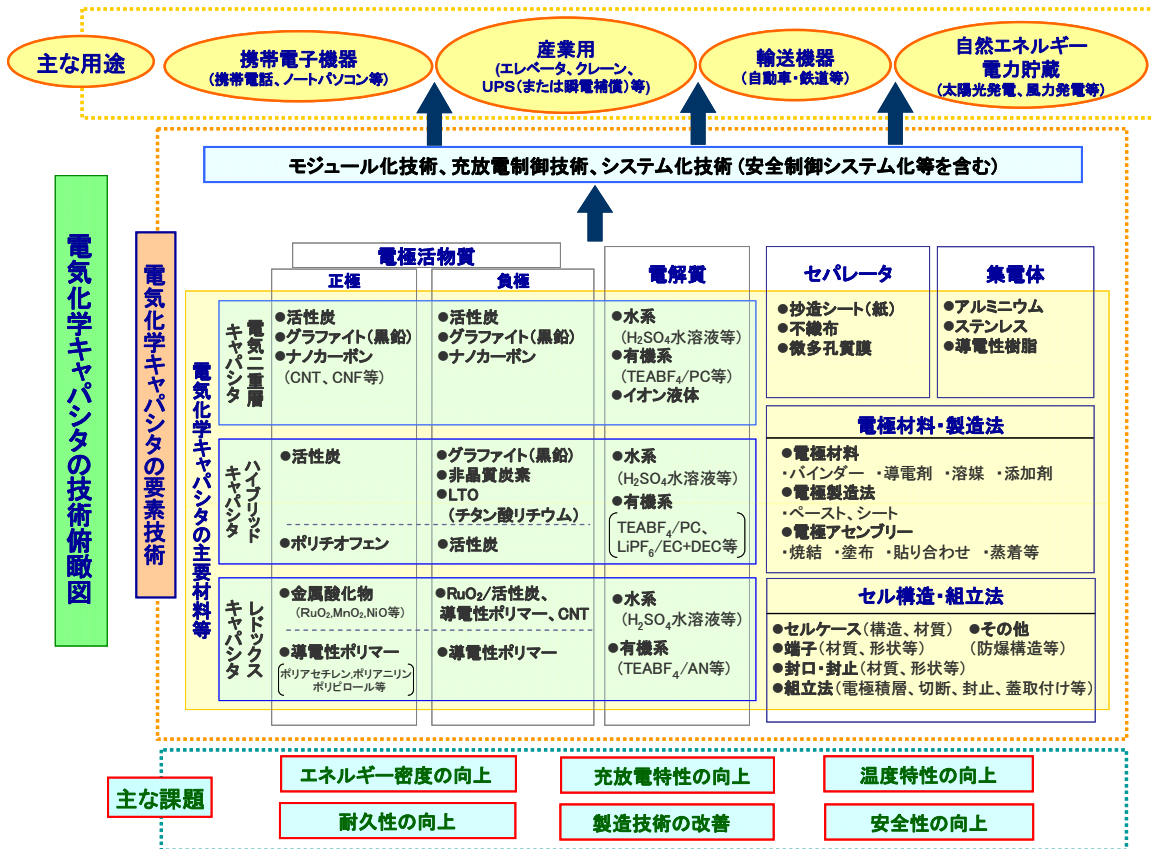 主な用途
携帯電子機器
(携帯電話、ノートパソコン等)
産業用
(エレベータ、クレーン、
UPS(または瞬電補償)等)
輸送機器
(自動車・鉄道等)
自然エネルギー
電力貯蔵
(太陽光発電、風力発電等)
モジュール化技術、充放電制御技術、システム化技術 (安全制御システム化等を含む)
電気化学キャパシタの技術俯瞰図
電気化学キャパシタの要素技術
電気化学キャパシタの主要材料等
電極活物質
正極
負極
電解質
セパレータ
集電体
電気二重層
キャパシタ
●活性炭
●グラファイト(黒鉛)
●ナノカーボン
(CNT、CNF等)
●活性炭
●グラファイト(黒鉛)
●ナノカーボン
●水系
(H₂SO₄水溶液等)
●有機系
(TEABF₄/PC等)
●イオン液体
●抄造シート(紙)
●不織布
●微多孔質膜
●アルミニウム
●ステンレス
●導電性樹脂
ハイブリッド
キャパシタ
●活性炭
●ポリチオフェン
●グラファイト(黒鉛)
●非晶質炭素
●LTO
(チタン酸リチウム)
●活性炭
●水系
(H₂SO₄水溶液等)
●有機系
TEABF₄/PC、
LiPF₆/EC+DEC等
電極材料・製造法
●電極材料
・バインダー ・導電剤 ・溶媒 ・添加剤
●電極製造法
・ペースト、シート
●電極アセンブリー
・焼結 ・塗布 ・貼り合わせ ・蒸着等
レドックス
キャパシタ
●金属酸化物
(RuO₂,MnO₂,NiO等)
●導電性ポリマー
ポリアセチレン,ポリアニリン
ポリピロール等
●RuO₂/活性炭、
導電性ポリマー、CNT
●導電性ポリマー
●水系
(H₂SO₄水溶液等)
●有機系
(TEABF₄/AN等)
セル構造・組立法
●セルケース(構造、材質) ●その他
●端子(材質、形状等) (防爆構造等)
●封口・封止(材質、形状等)
●組立法(電極積層、切断、封止、蓋取付け等)
主な課題
エネルギー密度の向上
充放電特性の向上
温度特性の向上
耐久性の向上
製造技術の改善
安全性の向上